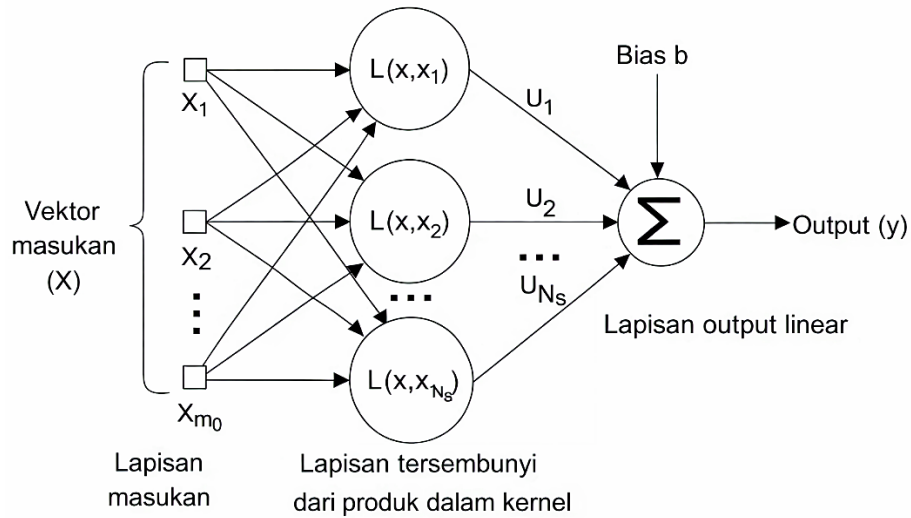 Vektor
masukan
(X)
X1
X2
⋮
Xm0
Lapisan
masukan
L(x,x1)
L(x,x2)
...
L(x,xNs)
Lapisan tersembunyi
dari produk dalam kernel
U1
U2
...
UNs
Bias b
Σ
Output (y)
Lapisan output linear